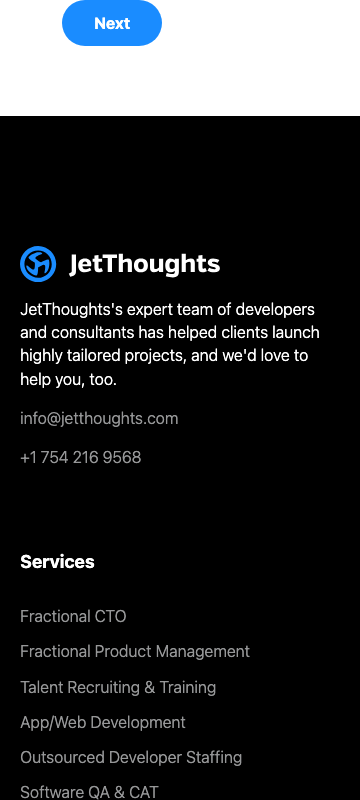 Next
JetThoughts
JetThoughts's expert team of developers
and consultants has helped clients launch
highly tailored projects, and we'd love to
help you, too.
info@jetthoughts.com
+1 754 216 9568
Services
Fractional CTO
Fractional Product Management
Talent Recruiting & Training
App/Web Development
Outsourced Developer Staffing
Software QA & CAT